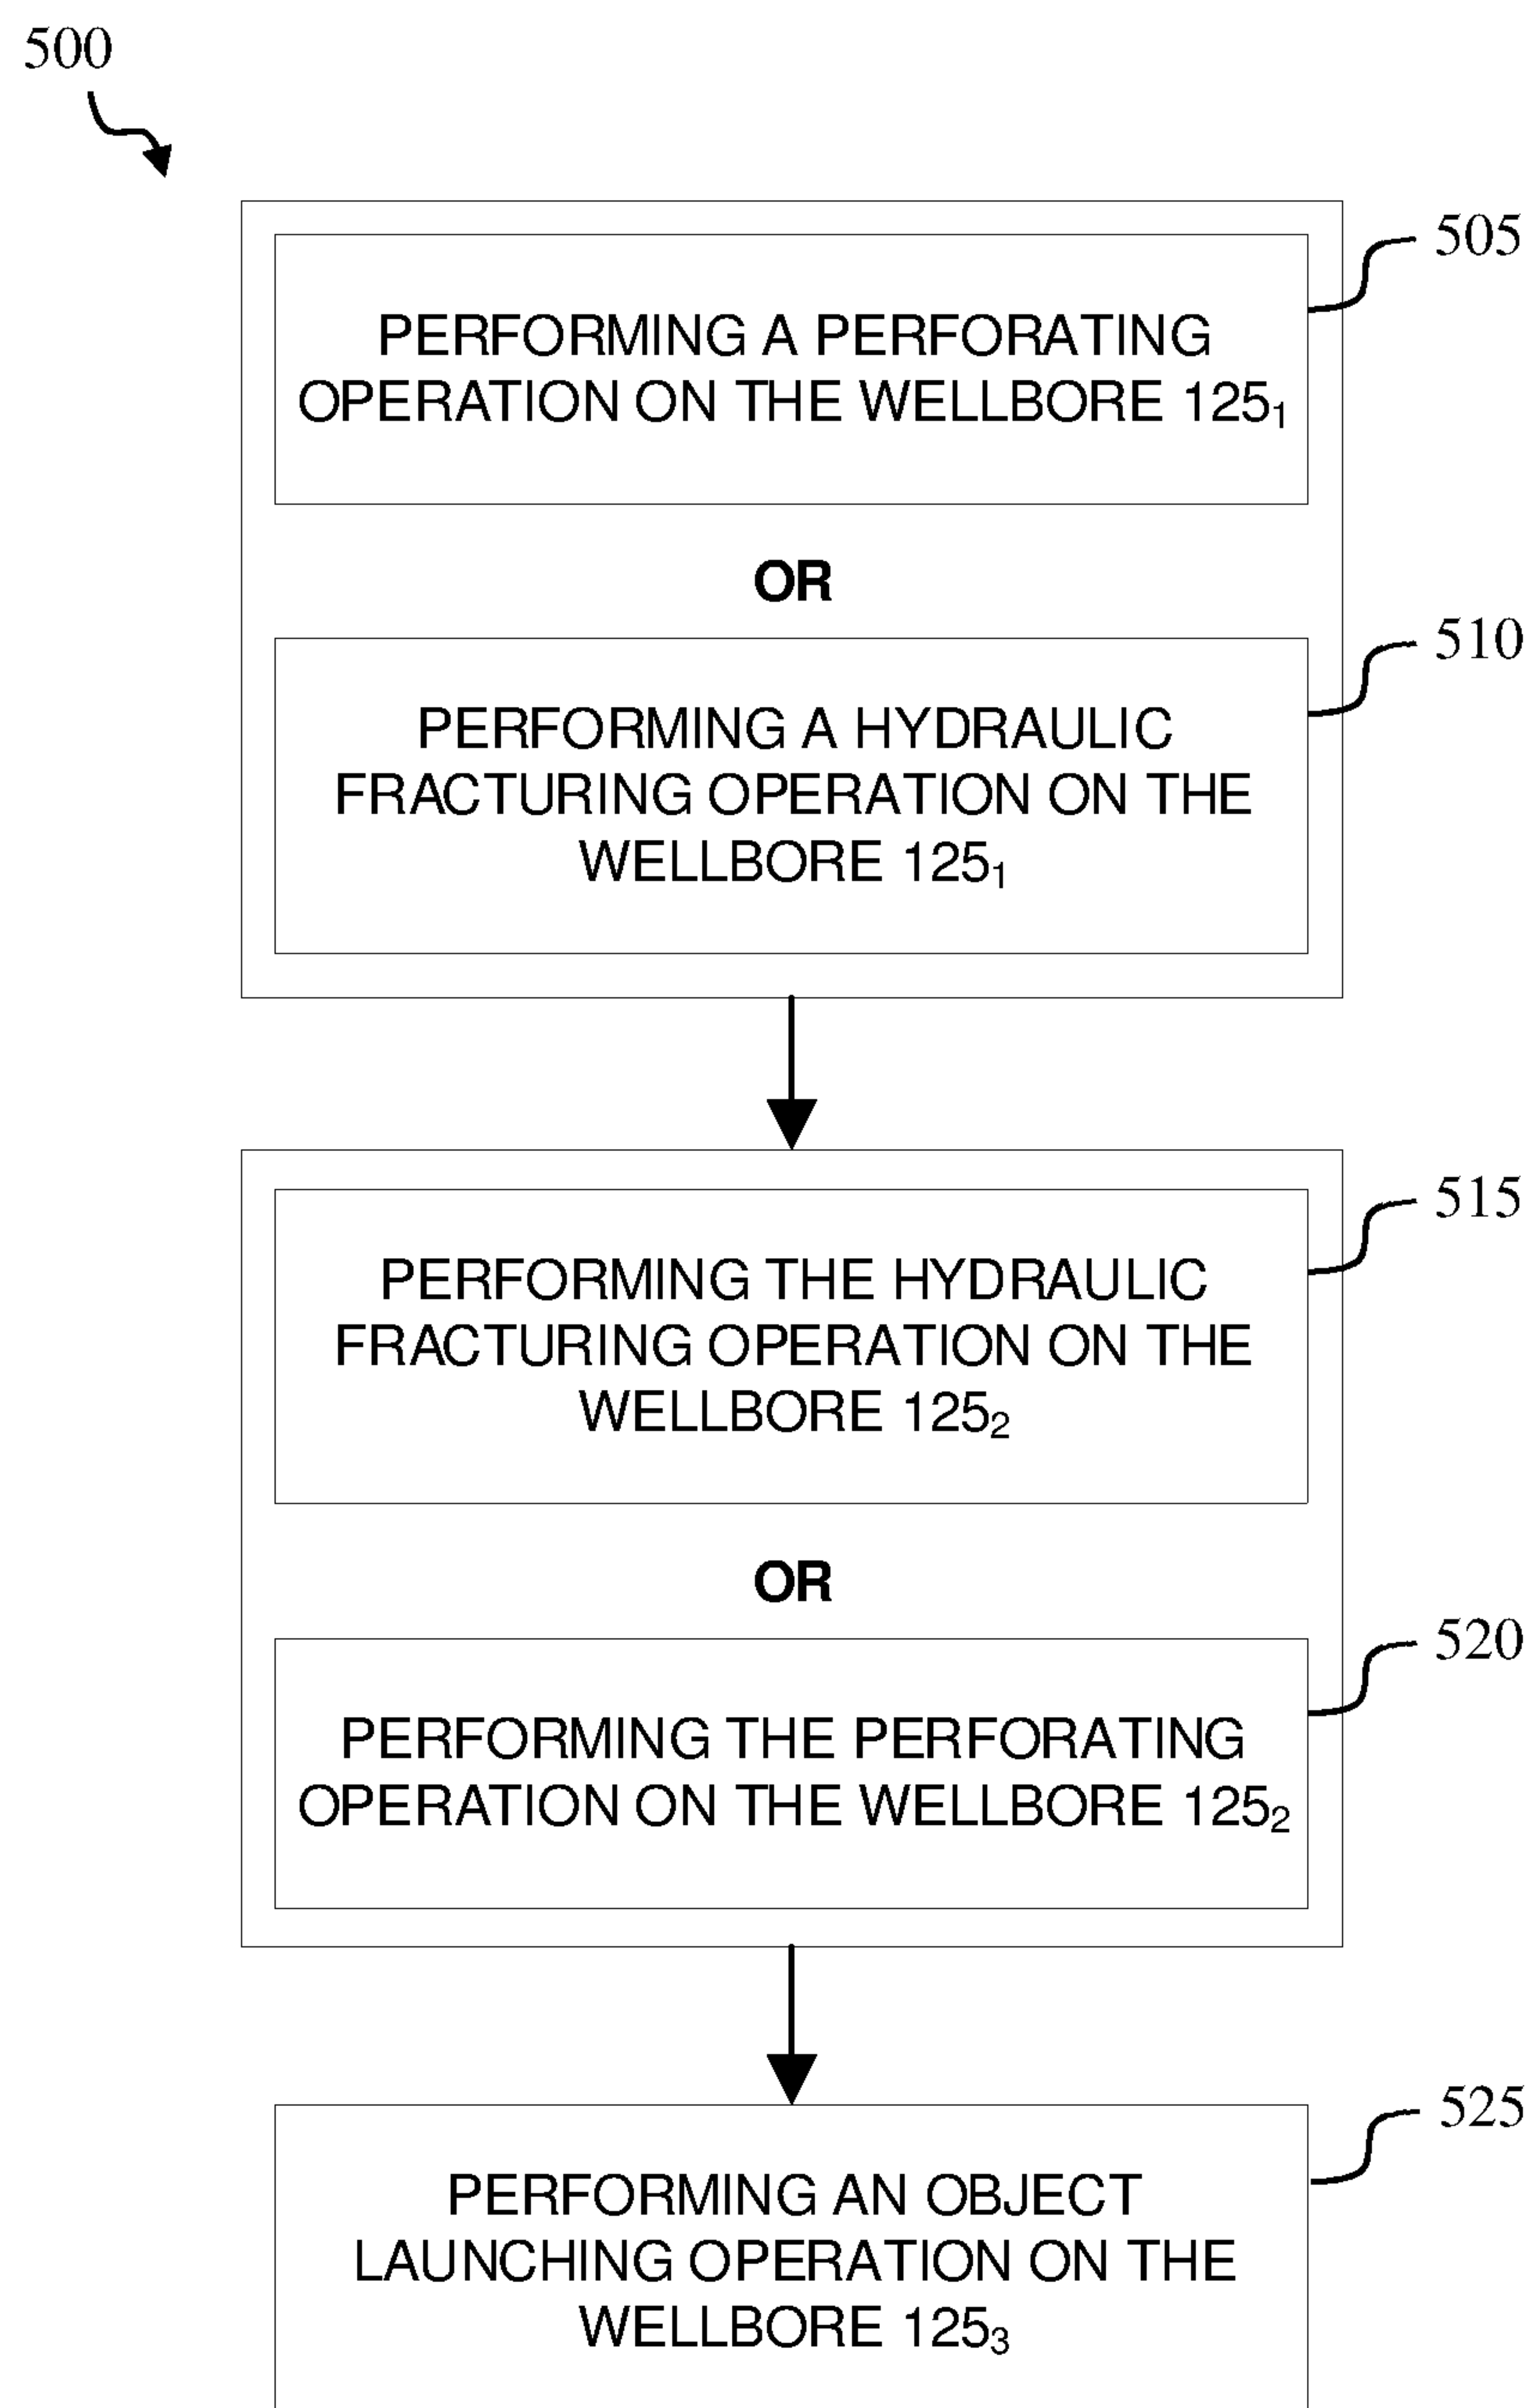 500
505
PERFORMING A PERFORATING
OPERATION ON THE WELLBORE 125₁
OR
510
PERFORMING A HYDRAULIC
FRACTURING OPERATION ON THE
WELLBORE 125₁
515
PERFORMING THE HYDRAULIC
FRACTURING OPERATION ON THE
WELLBORE 125₂
OR
520
PERFORMING THE PERFORATING
OPERATION ON THE WELLBORE 125₂
525
PERFORMING AN OBJECT
LAUNCHING OPERATION ON THE
WELLBORE 125₃